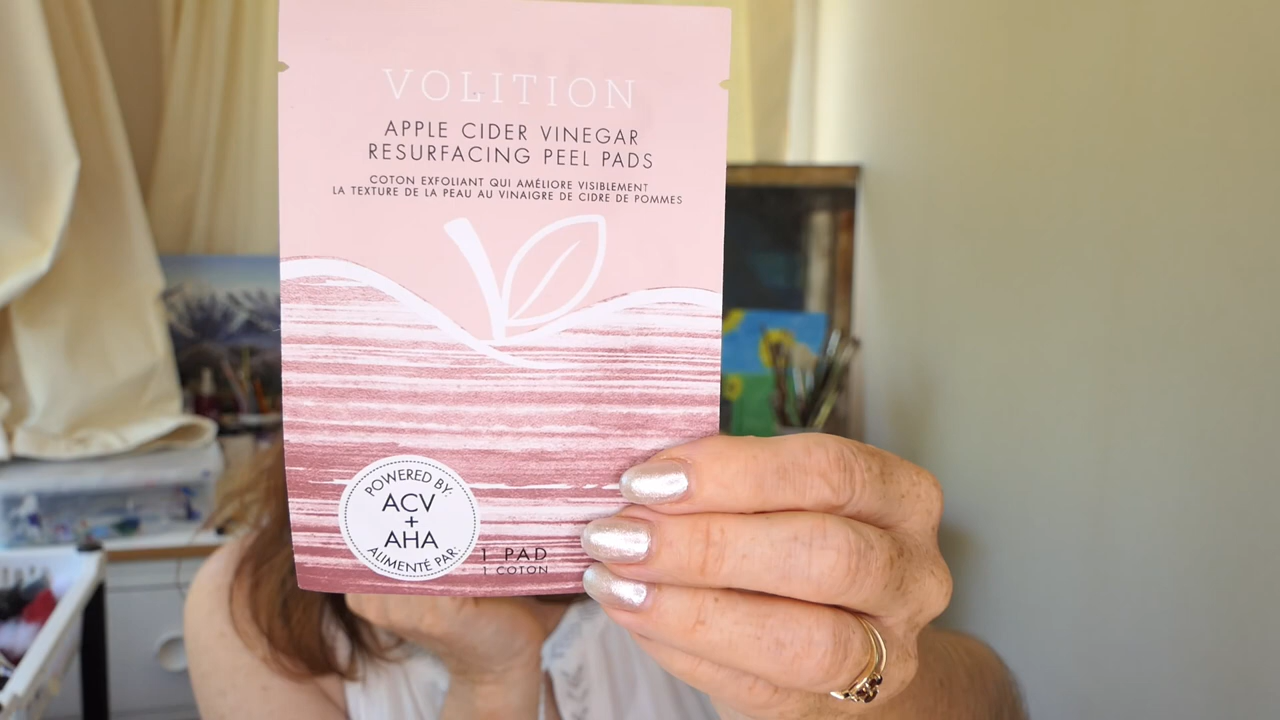 VOLITION
APPLE CIDER VINEGAR
RESURFACING PEEL PADS
COTON EXFOLIANT QUI AMÉLIORE VISIBLEMENT
LA TEXTURE DE LA PEAU AU VINAIGRE DE CIDRE DE POMMES
POWERED BY:
ACV
+
AHA
ALIMENTÉ PAR:
1 PAD
1 COTON